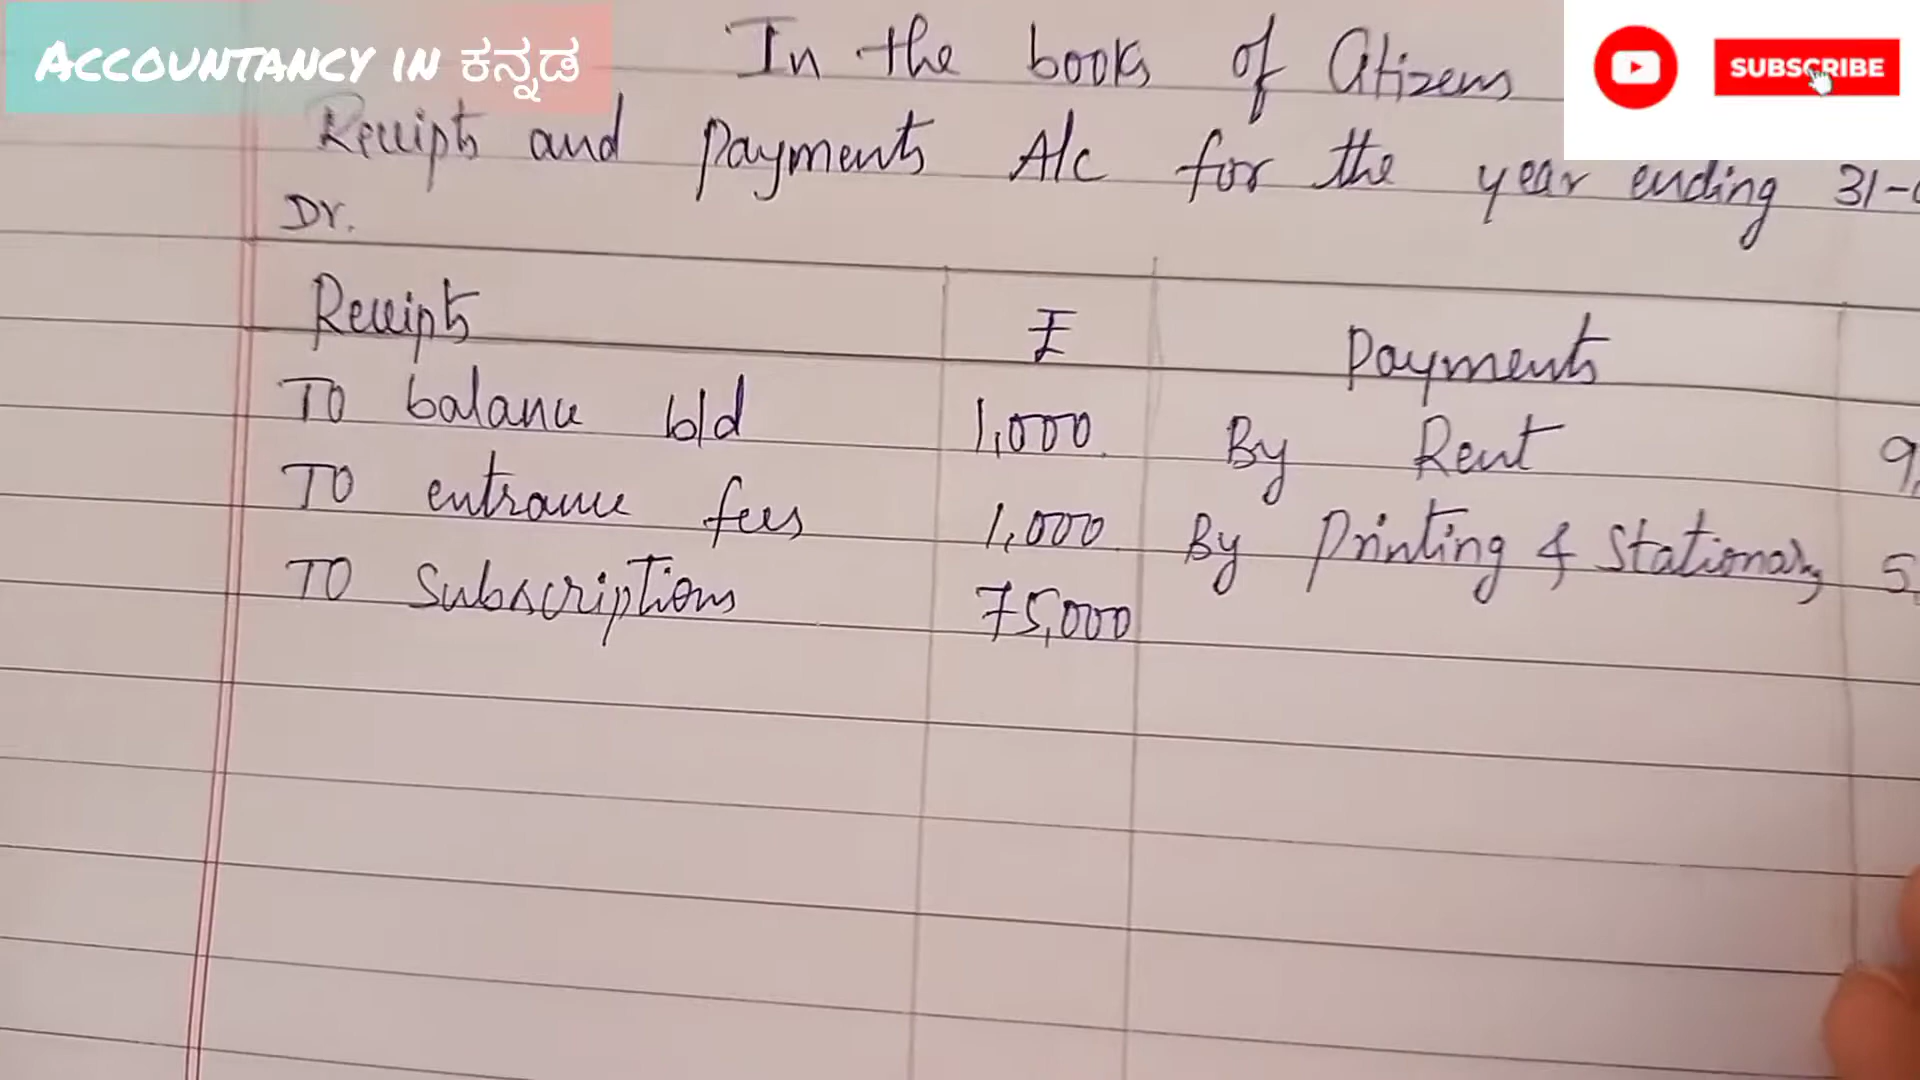 ACCOUNTANCY IN ಕನ್ನಡ
SUBSCRIBE
In the books of Citizens
Receipts and Payments A/c for the year ending 31-
Dr.
Receipts ₹ Payments
To balance b/d 1,000 By Rent 9,
To entrance fees 1,000 By Printing & Stationary 5,
To Subscriptions 75,000